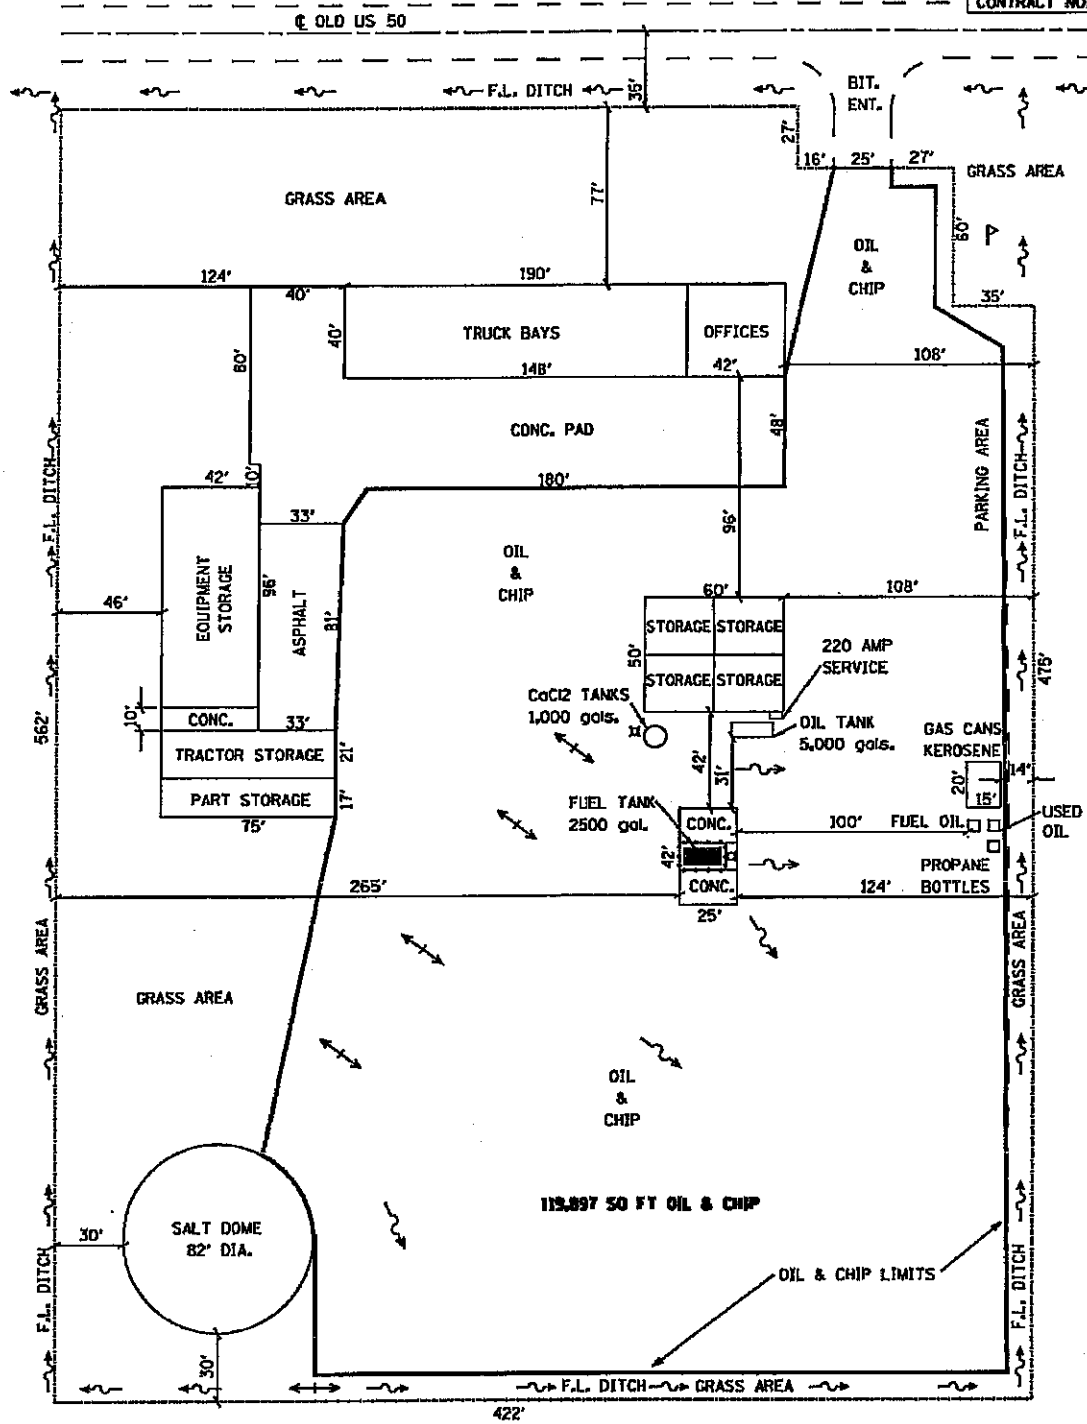 CONTRACT NO.
℄ OLD US 50
36'
F.L. DITCH
BIT.
ENT.
27'
16'
25'
27'
GRASS AREA
GRASS AREA
77'
60'
OIL
&
CHIP
35'
124'
40'
190'
40'
TRUCK BAYS
OFFICES
148'
42'
108'
80'
CONC. PAD
48'
PARKING AREA
F.L. DITCH
F.L. DITCH
42'
10'
180'
33'
96'
OIL
&
CHIP
EQUIPMENT
STORAGE
96'
ASPHALT
81'
46'
60'
108'
STORAGE
STORAGE
50'
STORAGE
STORAGE
220 AMP
SERVICE
475'
CaCl2 TANKS
1,000 gals.
OIL TANK
5,000 gals.
10'
CONC.
33'
562'
TRACTOR STORAGE
21'
42'
31'
GAS CANS
KEROSENE
14'
20'
15'
PART STORAGE
17'
75'
FUEL TANK
2500 gal.
CONC.
100'
FUEL OIL
USED
OIL
42'
PROPANE
BOTTLES
265'
CONC.
124'
25'
GRASS AREA
GRASS AREA
GRASS AREA
OIL
&
CHIP
119,897 SQ FT OIL & CHIP
30'
SALT DOME
82' DIA.
OIL & CHIP LIMITS
F.L. DITCH
F.L. DITCH
30'
F.L. DITCH
GRASS AREA
422'